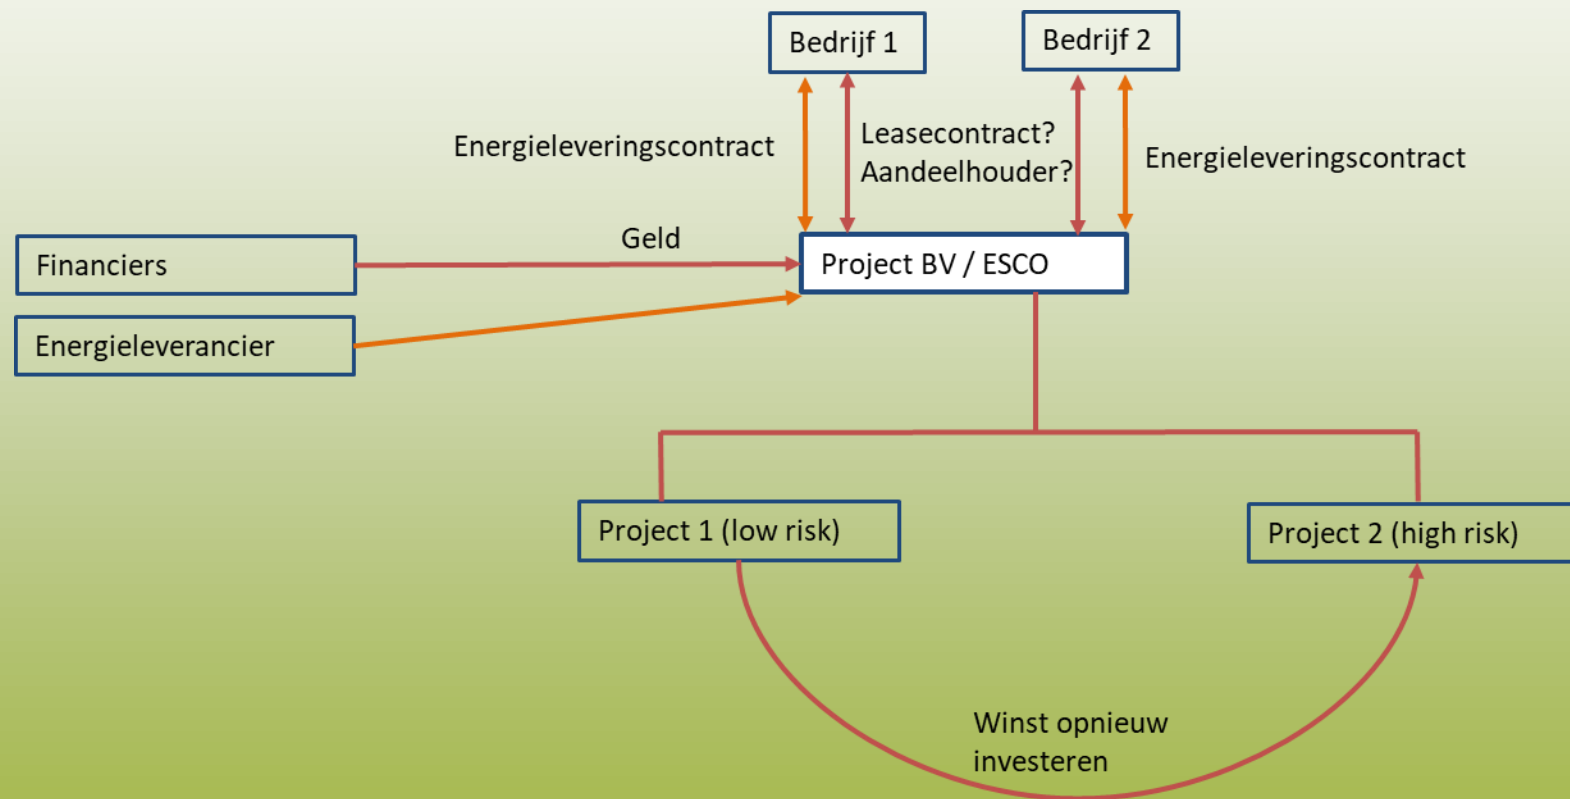 Bedrijf 1
Bedrijf 2
Energieleveringscontract
Leasecontract?
Aandeelhouder?
Energieleveringscontract
Geld
Financiers
Project BV / ESCO
Energieleverancier
Project 1 (low risk)
Project 2 (high risk)
Winst opnieuw
investeren